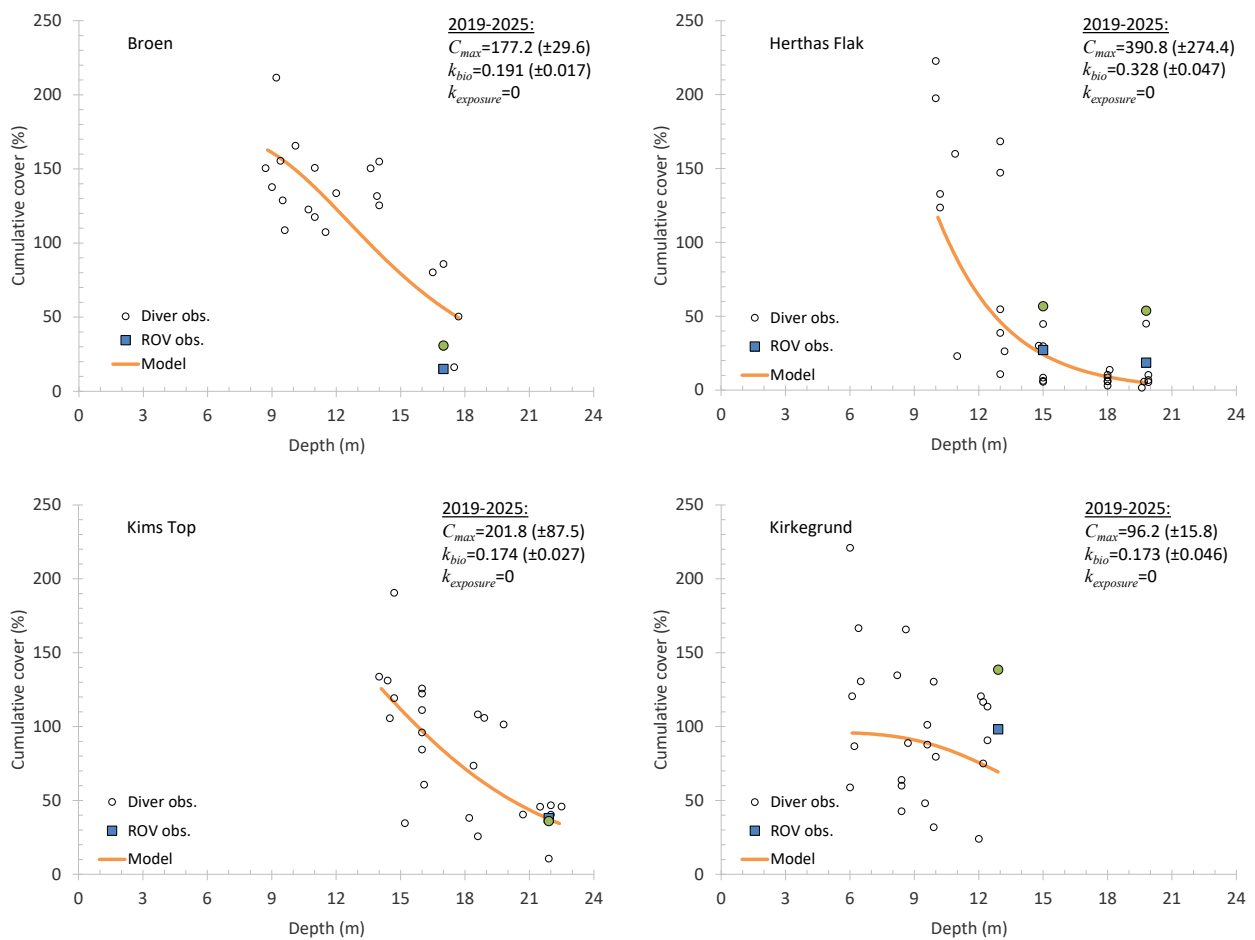 Broen
2019-2025:
Cmax=177.2 (±29.6)
kbio=0.191 (±0.017)
kexposure=0
250
200
150
100
50
0
Cumulative cover (%)
Diver obs.
ROV obs.
Model
0 3 6 9 12 15 18 21 24
Depth (m)
Herthas Flak
2019-2025:
Cmax=390.8 (±274.4)
kbio=0.328 (±0.047)
kexposure=0
250
200
150
100
50
0
Cumulative cover (%)
Diver obs.
ROV obs.
Model
0 3 6 9 12 15 18 21 24
Depth (m)
Kims Top
2019-2025:
Cmax=201.8 (±87.5)
kbio=0.174 (±0.027)
kexposure=0
250
200
150
100
50
0
Cumulative cover (%)
Diver obs.
ROV obs.
Model
0 3 6 9 12 15 18 21 24
Depth (m)
Kirkegrund
2019-2025:
Cmax=96.2 (±15.8)
kbio=0.173 (±0.046)
kexposure=0
250
200
150
100
50
0
Cumulative cover (%)
Diver obs.
ROV obs.
Model
0 3 6 9 12 15 18 21 24
Depth (m)